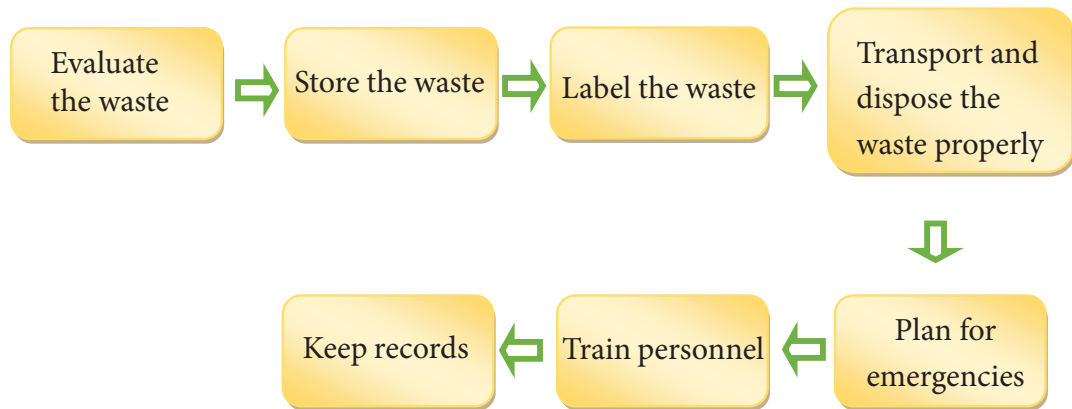 Evaluate
the waste
Store the waste
Label the waste
Transport and
dispose the
waste properly
Plan for
emergencies
Train personnel
Keep records